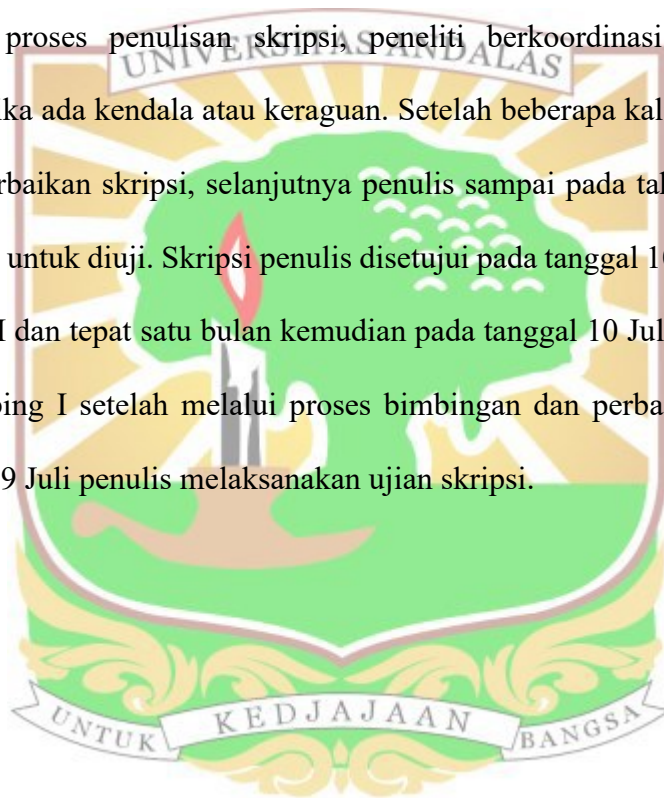 proses penulisan skripsi, peneliti berkoordinasi
UNIVERSITAS ANDALAS
ka ada kendala atau keraguan. Setelah beberapa kal
rbaikan skripsi, selanjutnya penulis sampai pada tal
untuk diuji. Skripsi penulis disetujui pada tanggal 1
I dan tepat satu bulan kemudian pada tanggal 10 Jul
ping I setelah melalui proses bimbingan dan perba
9 Juli penulis melaksanakan ujian skripsi.
UNTUK KEDJAJAAN BANGSA